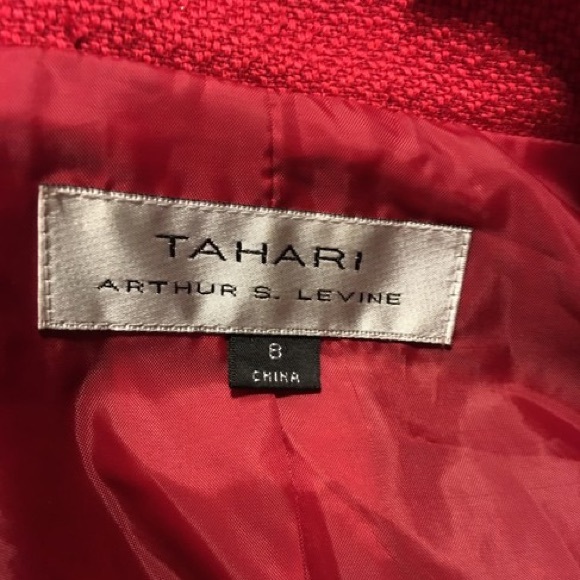 TAHARI
ARTHUR S. LEVINE
8
CHINA